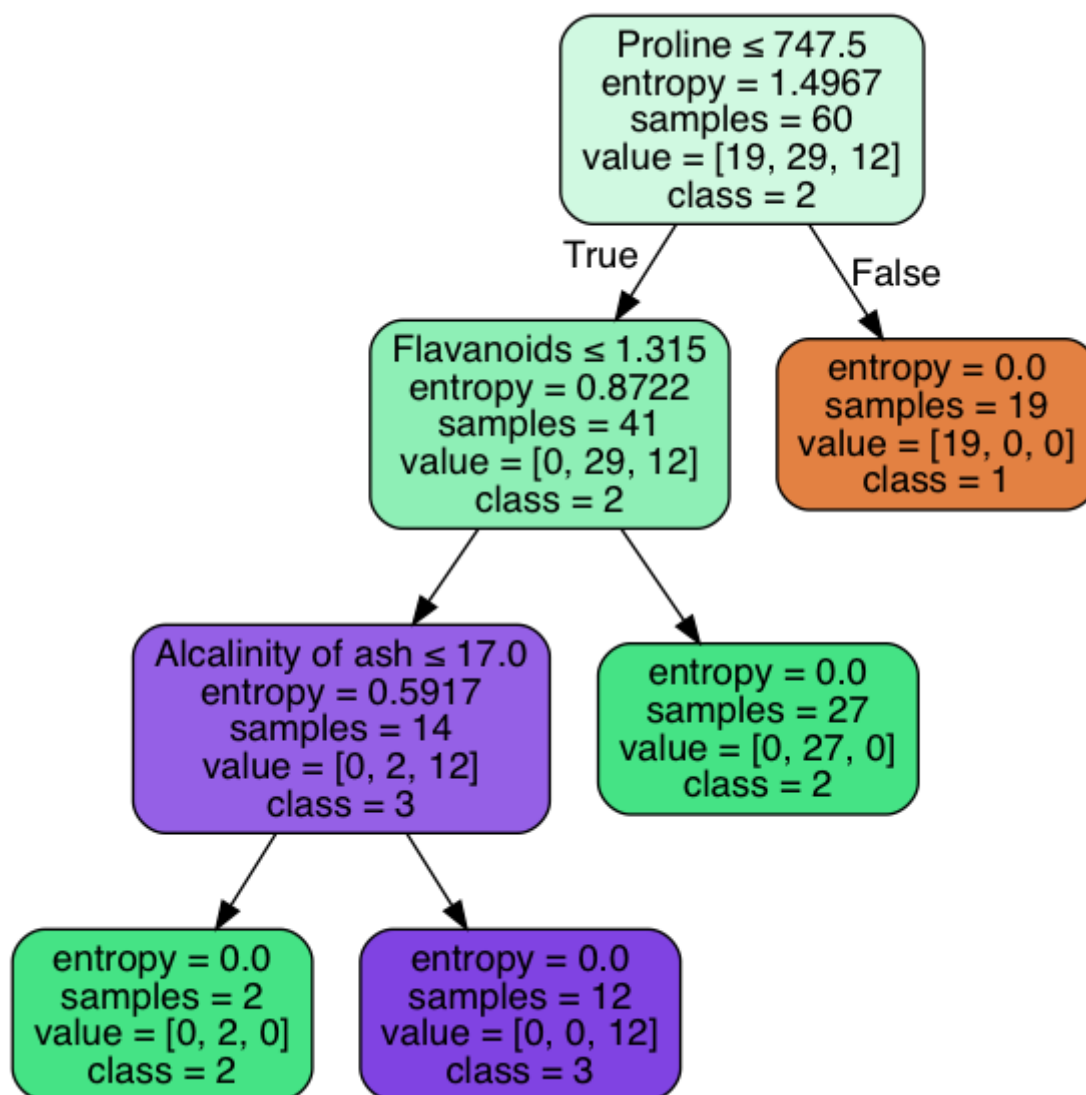 Proline ≤ 747.5
entropy = 1.4967
samples = 60
value = [19, 29, 12]
class = 2
True
False
Flavanoids ≤ 1.315
entropy = 0.8722
samples = 41
value = [0, 29, 12]
class = 2
entropy = 0.0
samples = 19
value = [19, 0, 0]
class = 1
Alcalinity of ash ≤ 17.0
entropy = 0.5917
samples = 14
value = [0, 2, 12]
class = 3
entropy = 0.0
samples = 27
value = [0, 27, 0]
class = 2
entropy = 0.0
samples = 2
value = [0, 2, 0]
class = 2
entropy = 0.0
samples = 12
value = [0, 0, 12]
class = 3